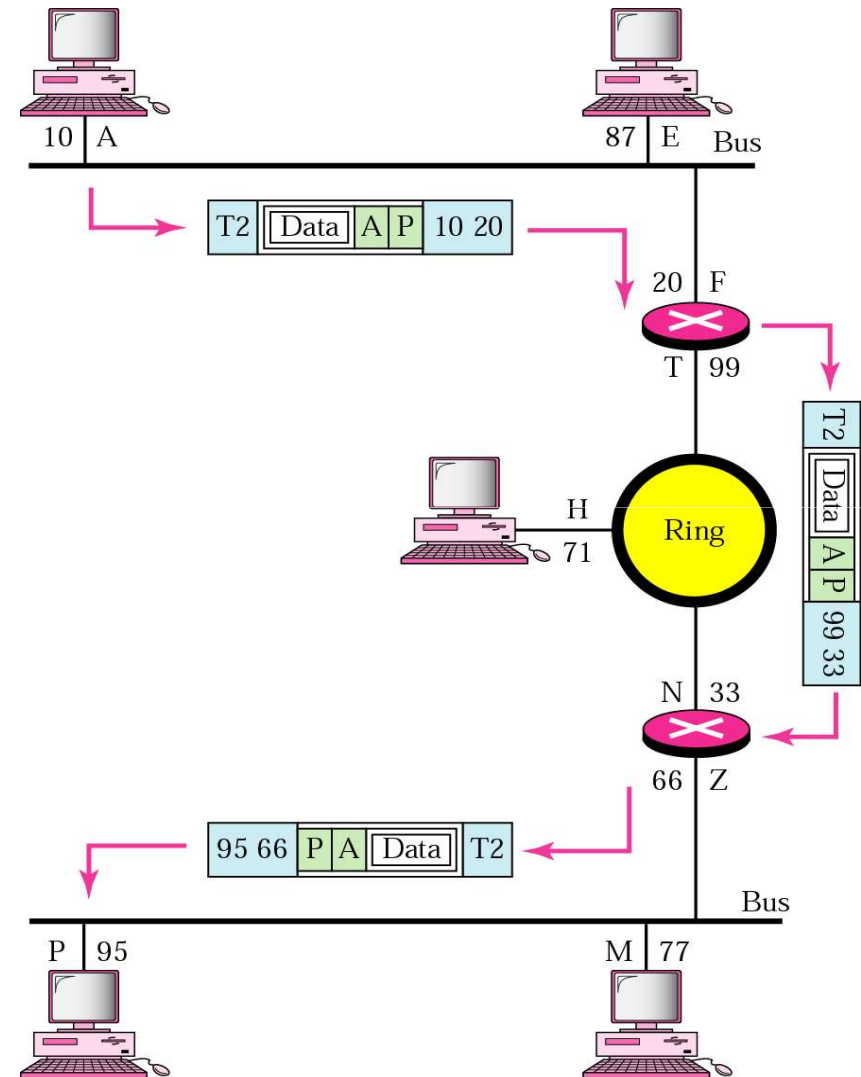 10 A
87 E
Bus
T2 Data A P 10 20
20 F
T 99
T2 Data A P 99 33
H
71
Ring
N 33
66 Z
95 66 P A Data T2
Bus
P 95
M 77